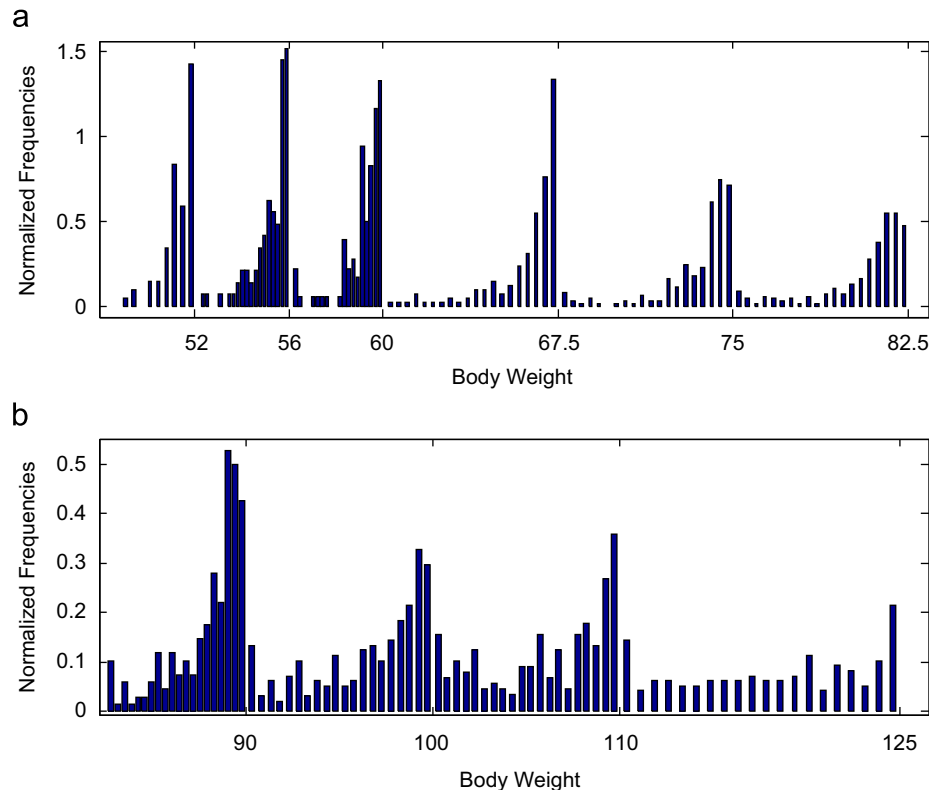 a
1.5
1
0.5
0
Normalized Frequencies
52 56 60 67.5 75 82.5
Body Weight
b
0.5
0.4
0.3
0.2
0.1
0
Normalized Frequencies
90 100 110 125
Body Weight